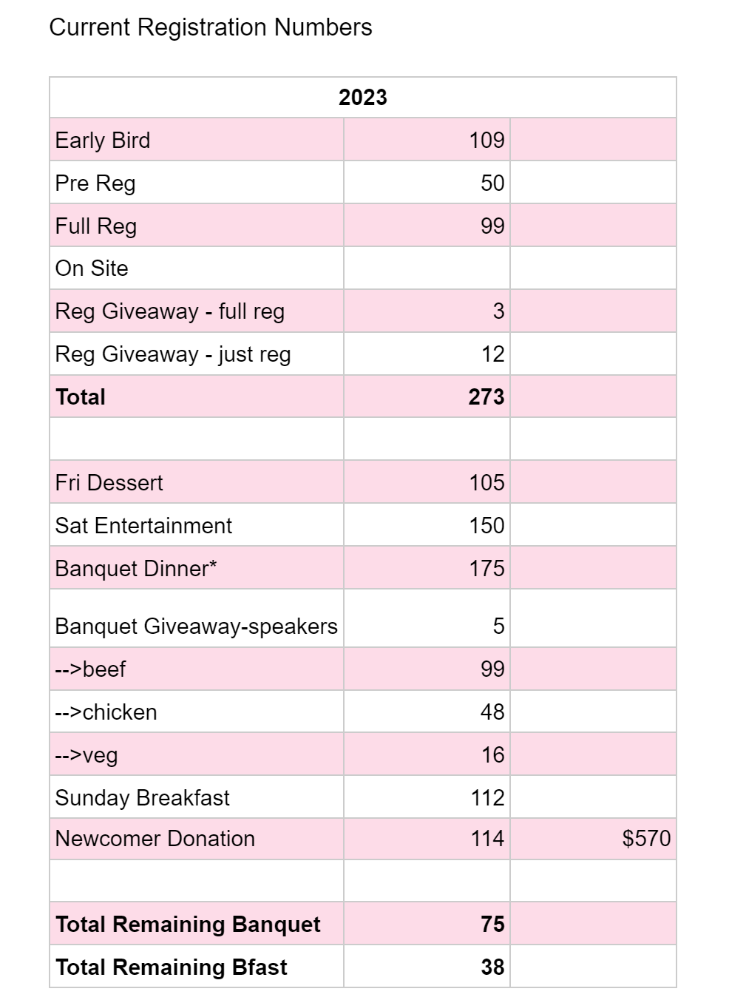 Current Registration Numbers
2023
Early Bird 109
Pre Reg 50
Full Reg 99
On Site
Reg Giveaway - full reg 3
Reg Giveaway - just reg 12
Total 273
Fri Dessert 105
Sat Entertainment 150
Banquet Dinner* 175
Banquet Giveaway-speakers 5
-->beef 99
-->chicken 48
-->veg 16
Sunday Breakfast 112
Newcomer Donation 114 $570
Total Remaining Banquet 75
Total Remaining Bfast 38